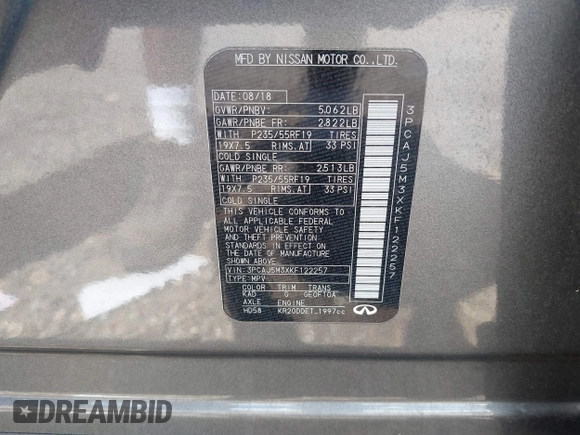 MFD BY NISSAN MOTOR CO.,LTD.
DATE:08/18
GVWR/PNBV: 5,062LB
GAWR/PNBE FR: 2,822LB
WITH P235/55RF19 TIRES
19X7.5 RIMS.AT 33 PSI
COLD SINGLE
GAWR/PNBE RR: 2513LB
WITH P235/55RF19 TIRES
19X7.5 RIMS.AT 33 PSI
COLD SINGLE
THIS VEHICLE CONFORMS TO
ALL APPLICABLE FEDERAL
MOTOR VEHICLE SAFETY
AND THEFT PREVENTION
STANDARDS IN EFFECT ON
THE DATE OF MANUFACTURE
SHOWN ABOVE.
VIN:3PCAJ5M3XKF122257
TYPE:MPV
COLOR TRIM TRANS
KAD G GE0F10A
AXLE ENGINE
HD58 KR20DDET 1997cc
3PCAJ5M3XKF122257
DREAMBID